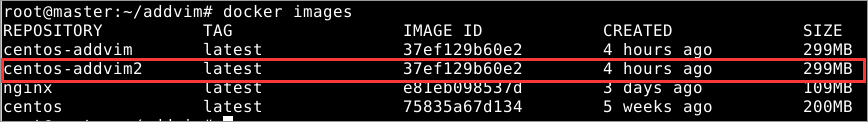 root@master:~/addvim# docker images
REPOSITORY TAG IMAGE ID CREATED SIZE
centos-addvim latest 37ef129b60e2 4 hours ago 299MB
centos-addvim2 latest 37ef129b60e2 4 hours ago 299MB
nginx latest e81eb098537d 3 days ago 109MB
centos latest 75835a67d134 5 weeks ago 200MB
root@master:~/addvim#